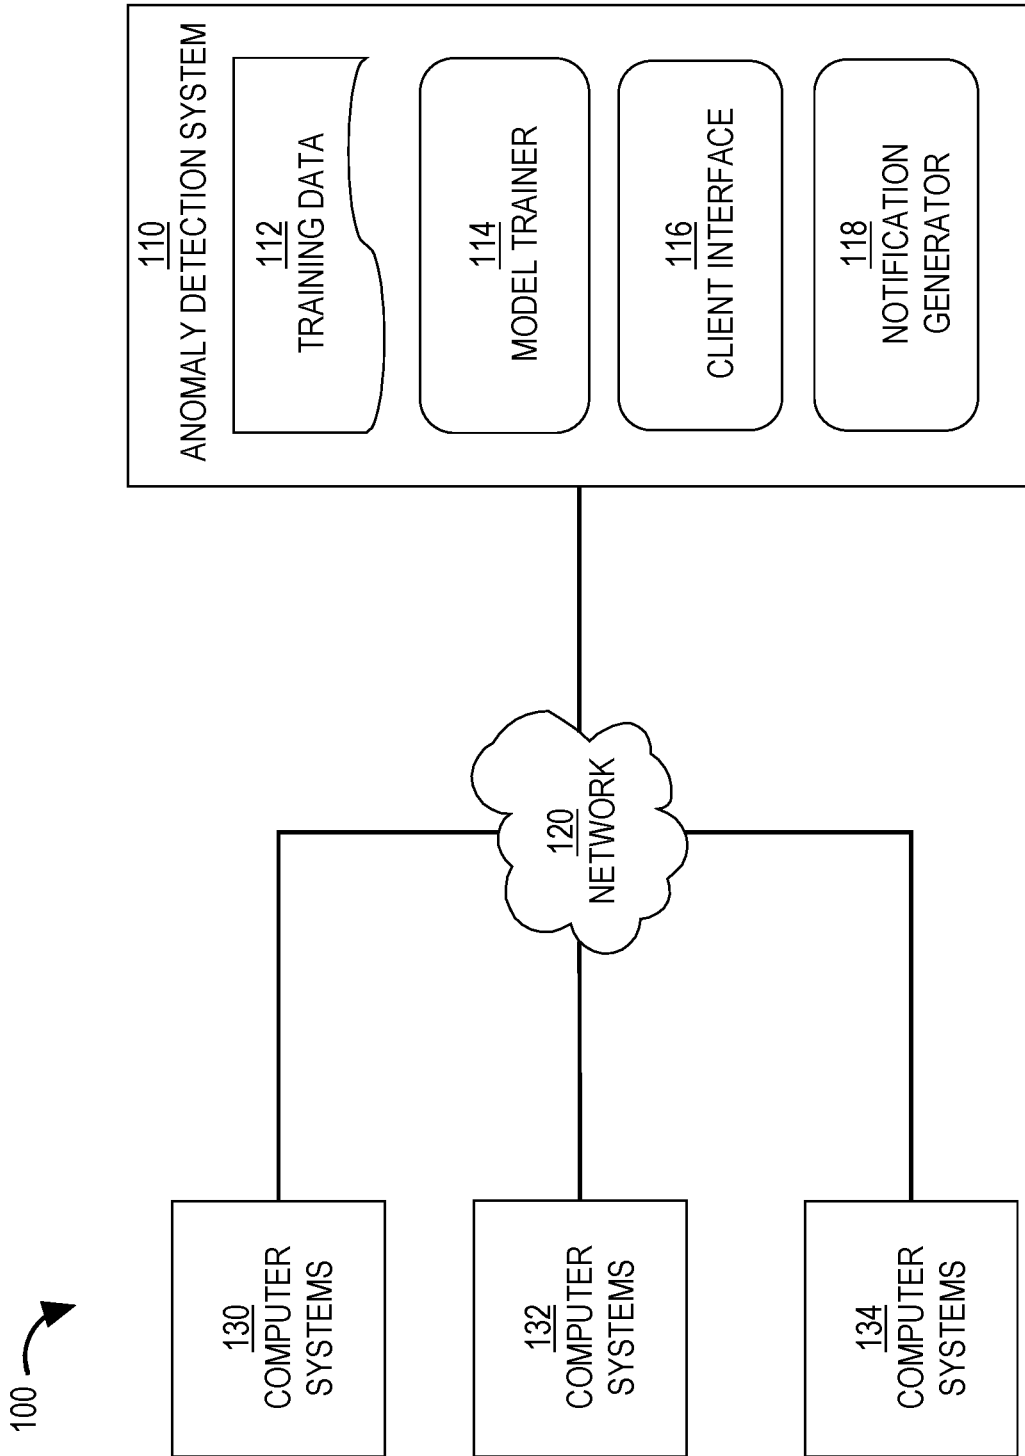 100
110
ANOMALY DETECTION SYSTEM
112
TRAINING DATA
114
MODEL TRAINER
116
CLIENT INTERFACE
118
NOTIFICATION
GENERATOR
120
NETWORK
130
COMPUTER
SYSTEMS
132
COMPUTER
SYSTEMS
134
COMPUTER
SYSTEMS